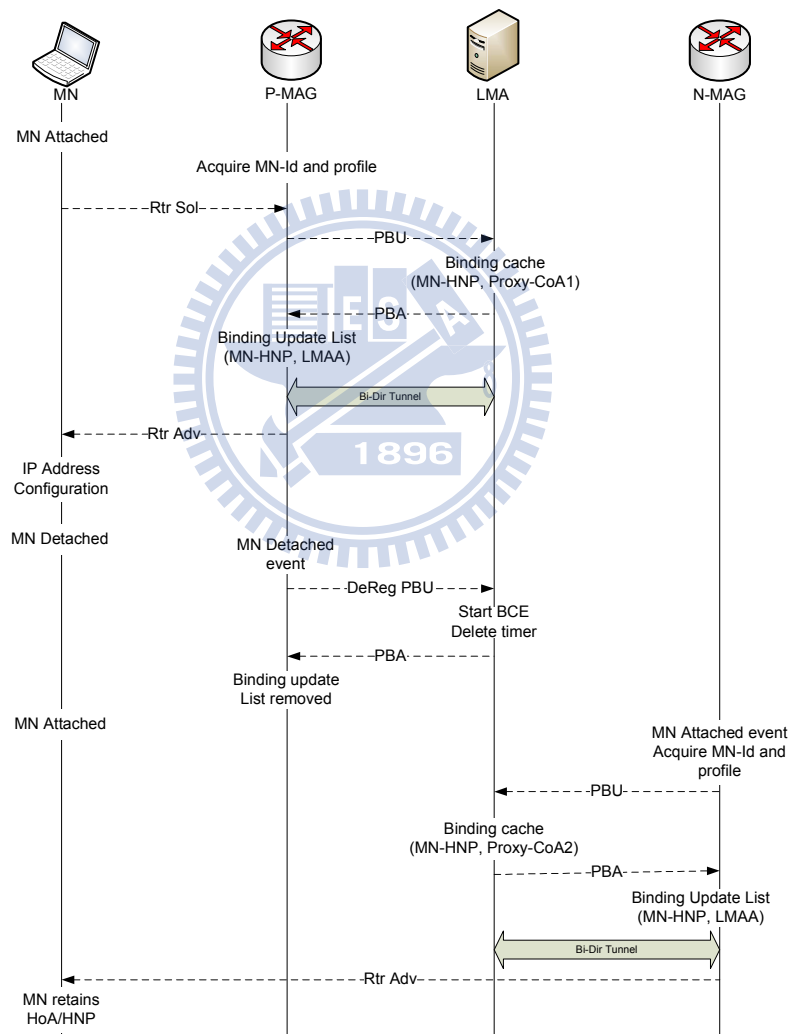 MN
P-MAG
LMA
N-MAG
MN Attached
Acquire MN-Id and profile
Rtr Sol
PBU
Binding cache
(MN-HNP, Proxy-CoA1)
PBA
Binding Update List
(MN-HNP, LMAA)
Bi-Dir Tunnel
Rtr Adv
1896
IP Address
Configuration
MN Detached
MN Detached
event
DeReg PBU
Start BCE
Delete timer
PBA
Binding update
List removed
MN Attached
MN Attached event
Acquire MN-Id and
profile
PBU
Binding cache
(MN-HNP, Proxy-CoA2)
PBA
Binding Update List
(MN-HNP, LMAA)
Bi-Dir Tunnel
Rtr Adv
MN retains
HoA/HNP